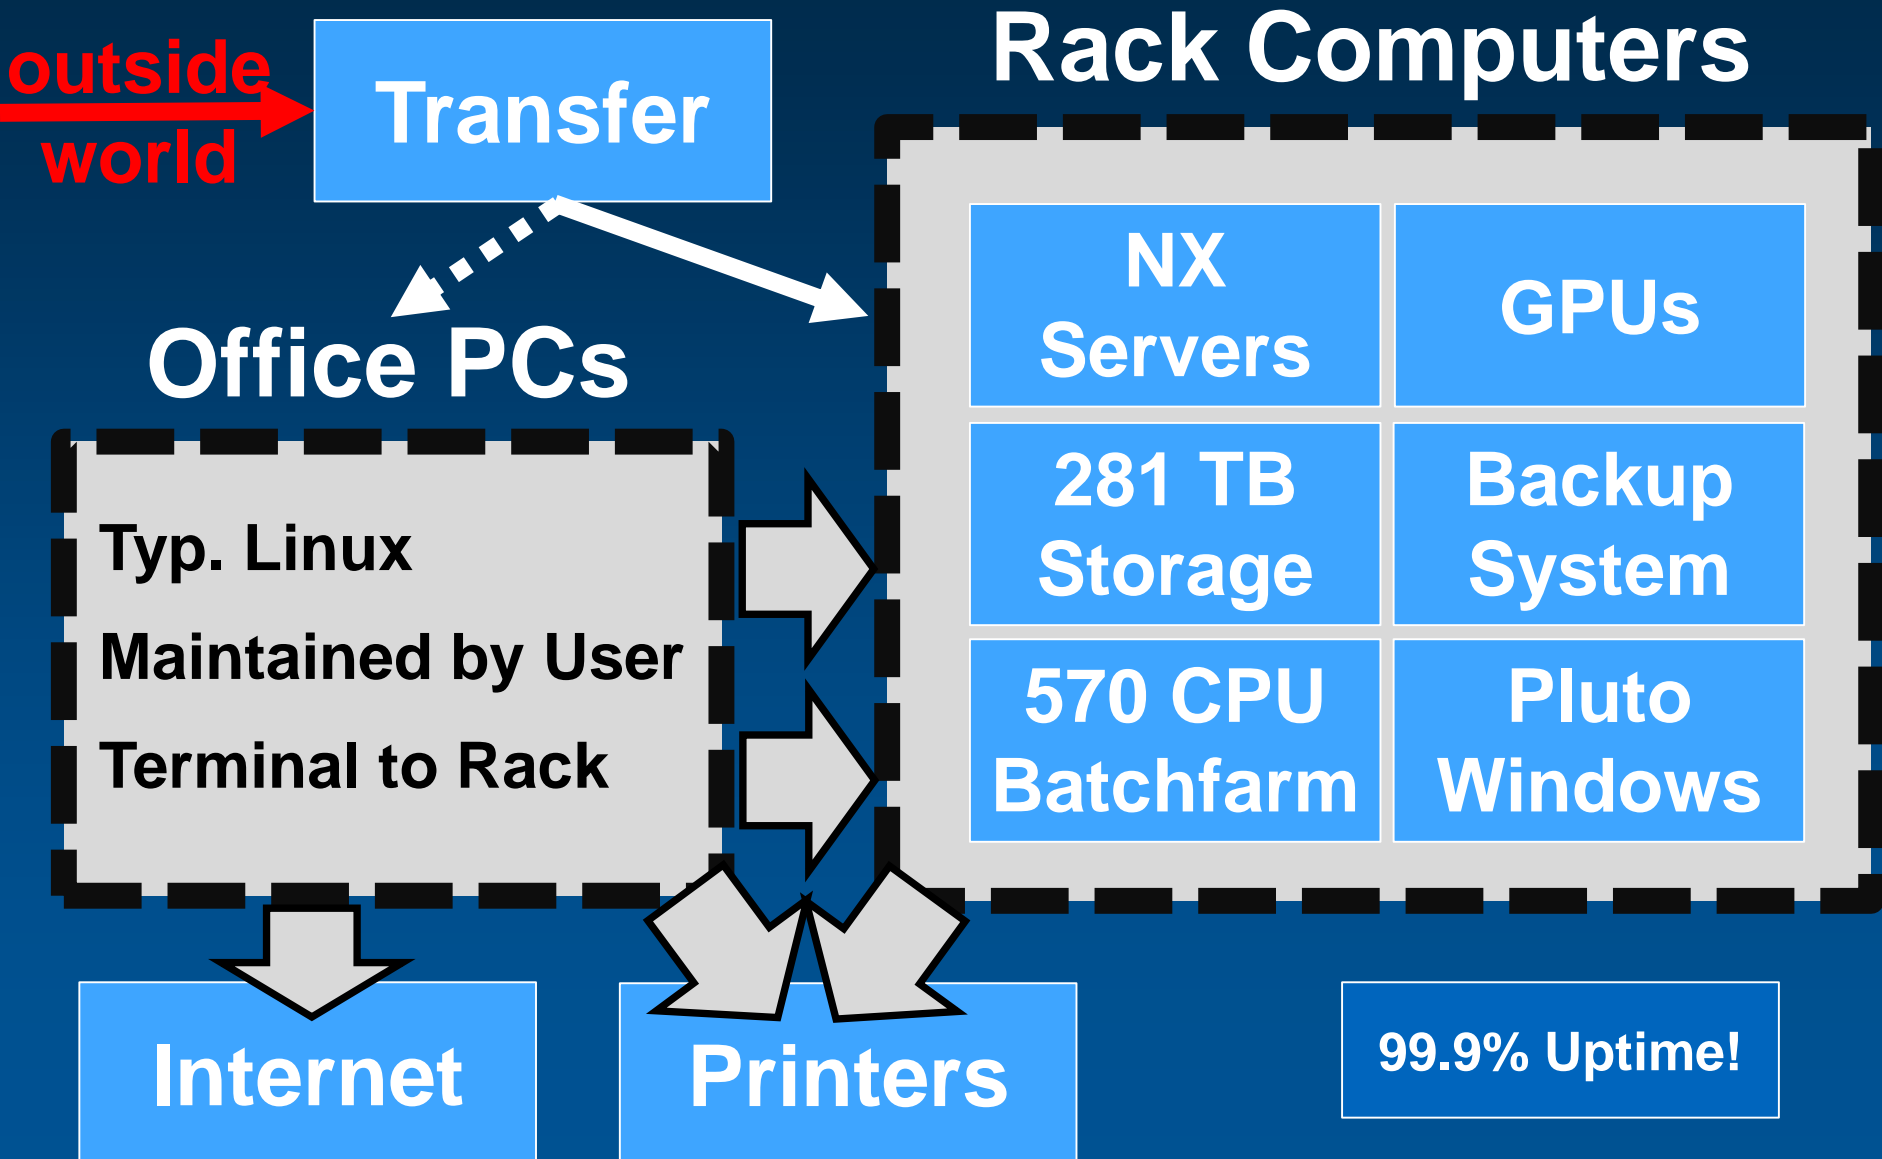 outside
world
Transfer
Rack Computers
NX
Servers
GPUs
281 TB
Storage
Backup
System
570 CPU
Batchfarm
Pluto
Windows
Office PCs
Typ. Linux
Maintained by User
Terminal to Rack
Internet
Printers
99.9% Uptime!